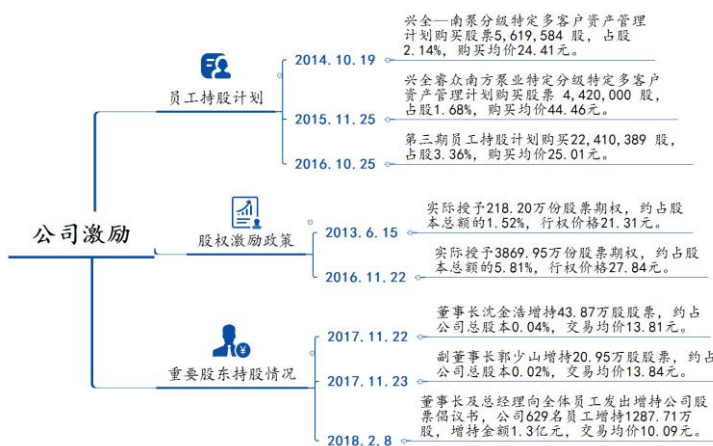 公司激励
员工持股计划
2014.10.19
兴全—南泵分级特定多客户资产管理
计划购买股票5,619,584 股，占股
2.14%，购买均价24.41元。
2015.11.25
兴全睿众南方泵业特定分级特定多客户
资产管理计划购买股票 4,420,000 股，
占股1.68%，购买均价44.46元。
2016.10.25
第三期员工持股计划购买22,410,389 股，
占股3.36%，购买均价25.01元。
股权激励政策
2013.6.15
实际授予218.20万份股票期权，约占股
本总额的1.52%，行权价格21.31元。
2016.11.22
实际授予3869.95万份股票期权，约占股
本总额的5.81%，行权价格27.84元。
重要股东持股情况
2017.11.22
董事长沈金浩增持43.87万股股票，约占
公司总股本0.04%，交易均价13.81元。
2017.11.23
副董事长郭少山增持20.95万股股票，约占
公司总股本0.02%，交易均价13.84元。
2018.2.8
董事长及总经理向全体员工发出增持公司股
票倡议书，公司629名员工增持1287.71万
股，增持金额1.3亿元，交易均价10.09元。